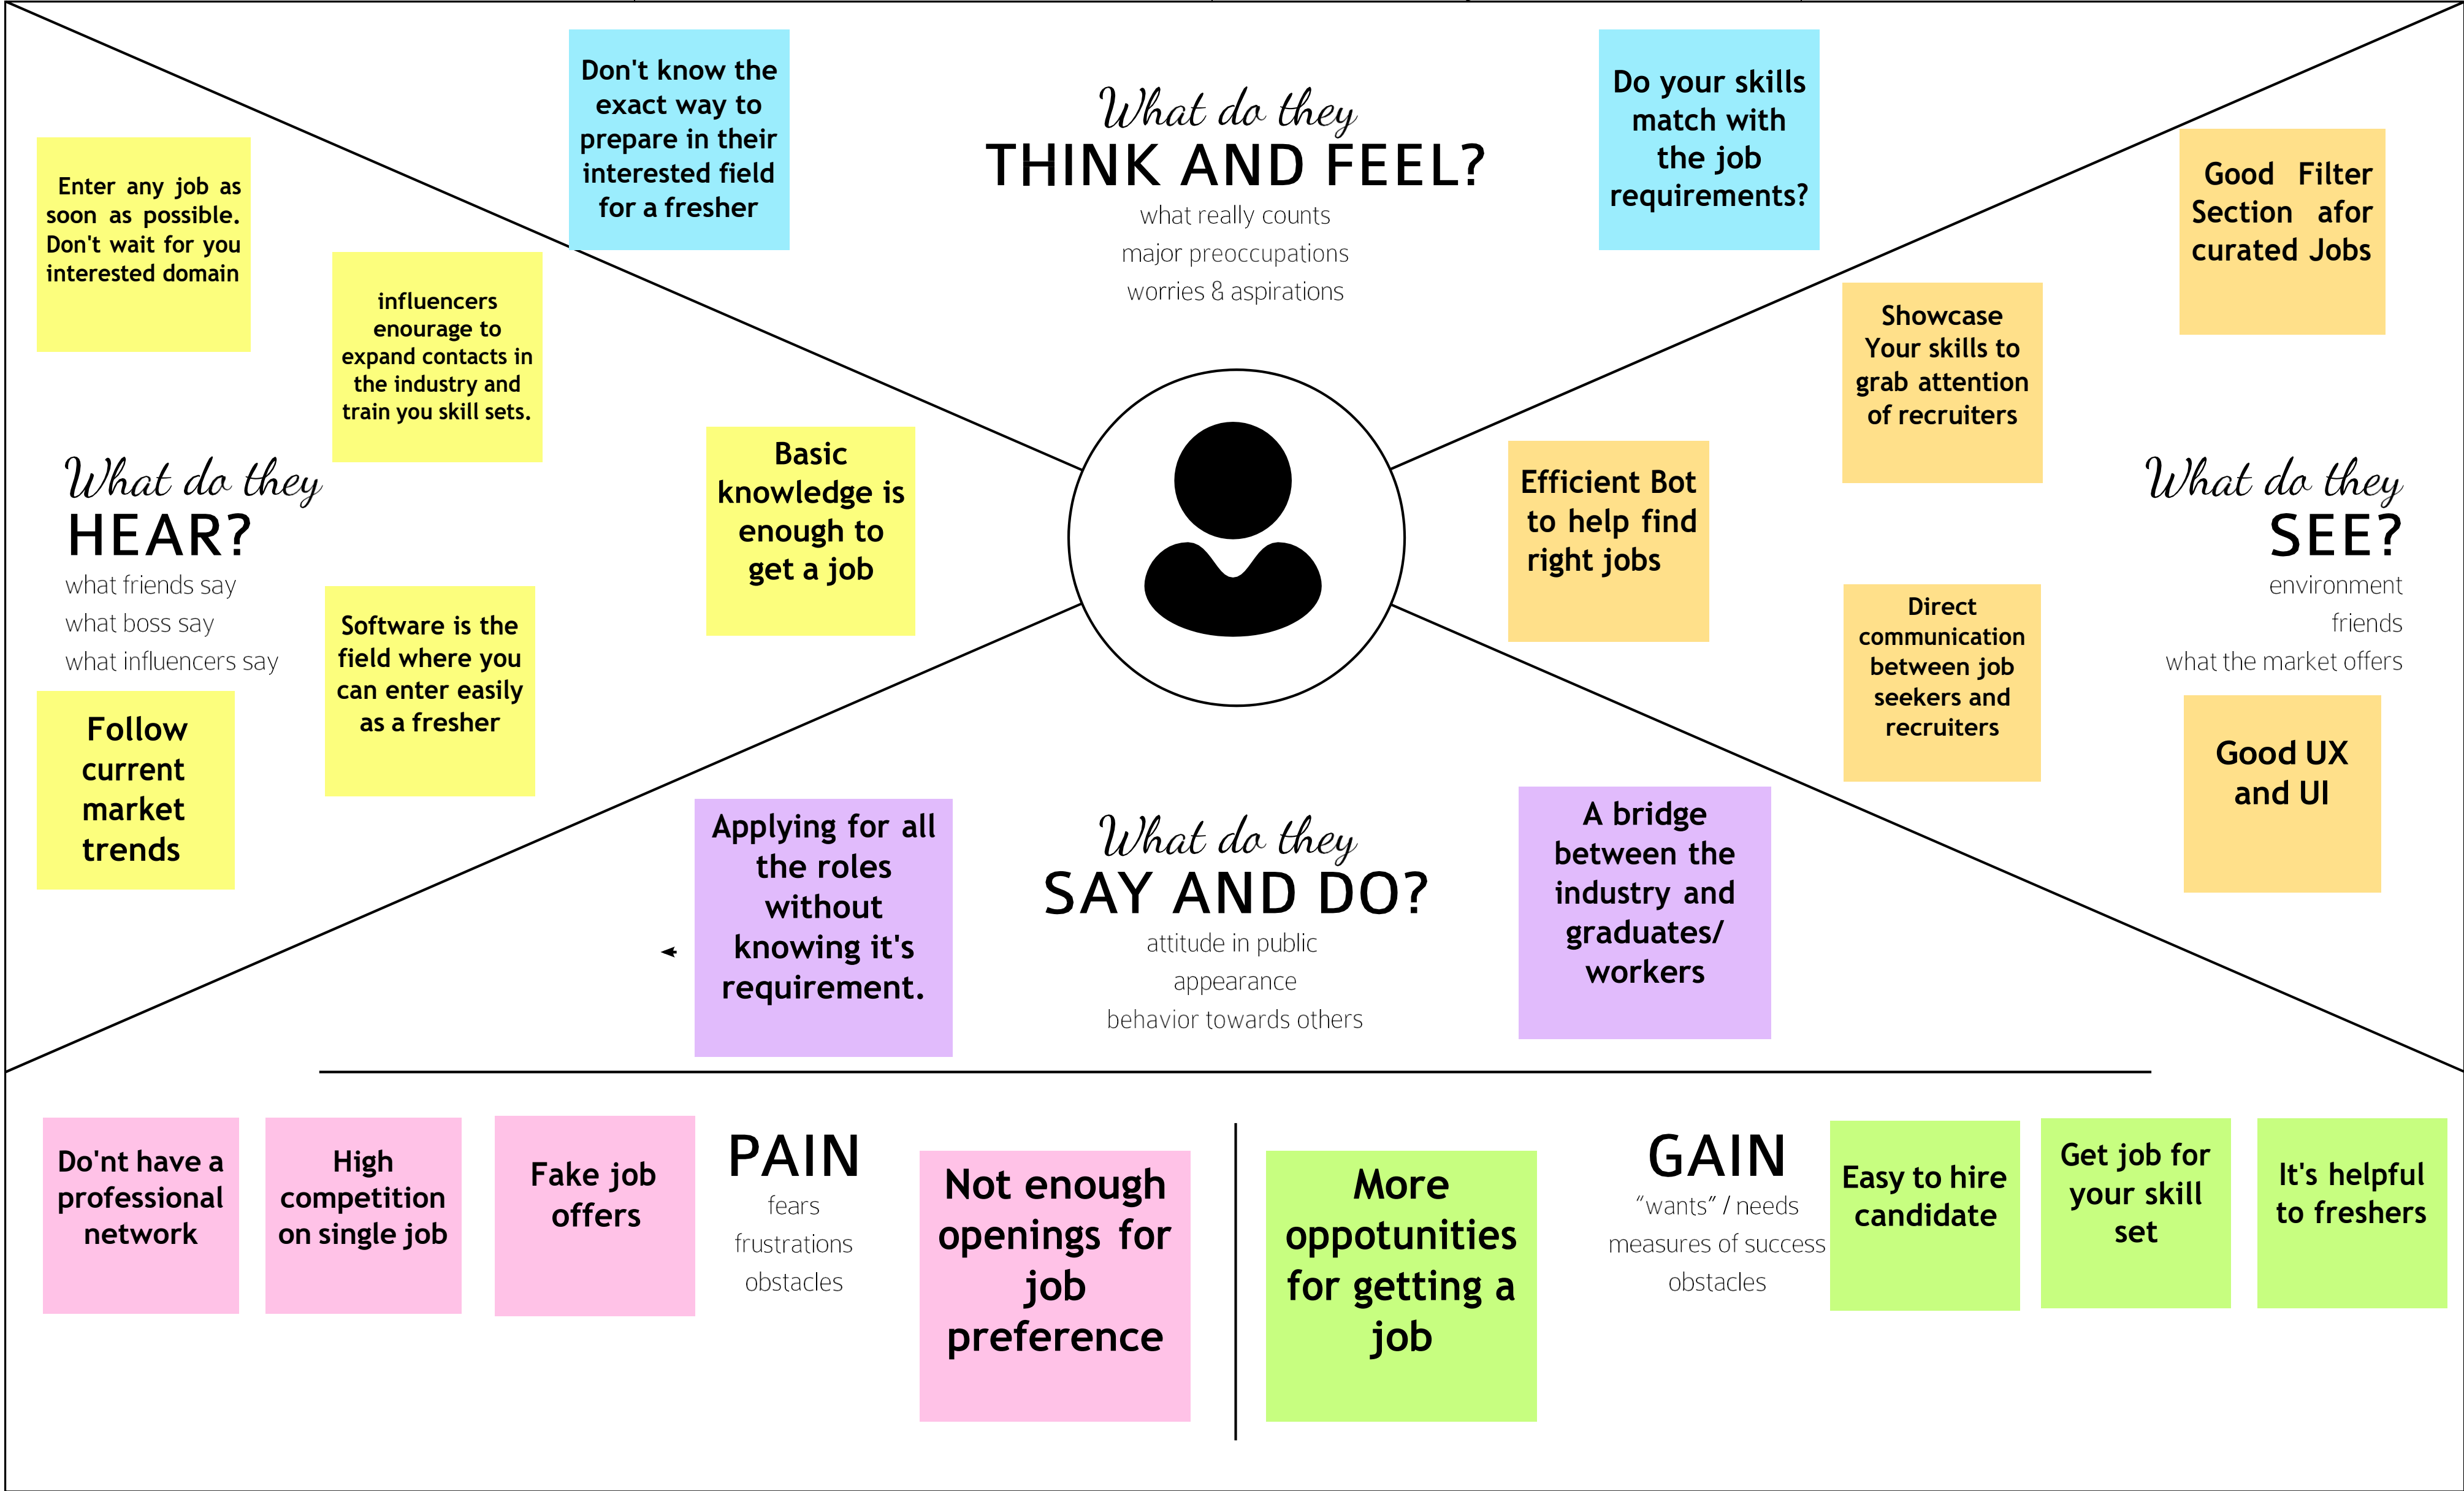 Don't know the
exact way to
prepare in their
interested field
for a fresher
What do they
THINK AND FEEL?
what really counts
major preoccupations
worries & aspirations
Do your skills
match with
the job
requirements?
Enter any job as
soon as possible.
Don't wait for you
interested domain
influencers
enourage to
expand contacts in
the industry and
train you skill sets.
Basic
knowledge is
enough to
get a job
What do they
HEAR?
what friends say
what boss say
what influencers say
Software is the
field where you
can enter easily
as a fresher
Follow
current
market
trends
Good Filter
Section afor
curated Jobs
Showcase
Your skills to
grab attention
of recruiters
Efficient Bot
to help find
right jobs
What do they
SEE?
environment
friends
what the market offers
Direct
communication
between job
seekers and
recruiters
Good UX
and UI
Applying for all
the roles
without
knowing it's
requirement.
What do they
SAY AND DO?
attitude in public
appearance
behavior towards others
A bridge
between the
industry and
graduates/
workers
Do'nt have a
professional
network
High
competition
on single job
Fake job
offers
PAIN
fears
frustrations
obstacles
Not enough
openings for
job
preference
More
oppotunities
for getting a
job
GAIN
“wants” / needs
measures of success
obstacles
Easy to hire
candidate
Get job for
your skill
set
It's helpful
to freshers